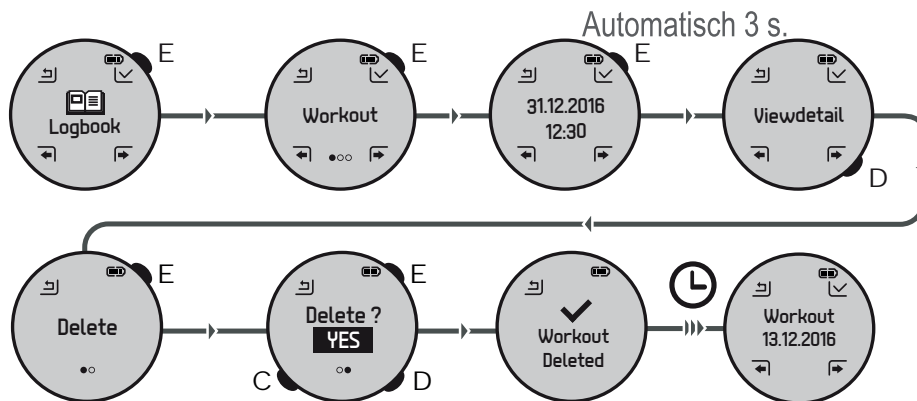 Automatisch 3 s.
E
E
E
Logbook
Workout
31.12.2016
12:30
Viewdetail
D
E
E
Delete
Delete ?
YES
C
D
Workout
Deleted
Workout
13.12.2016